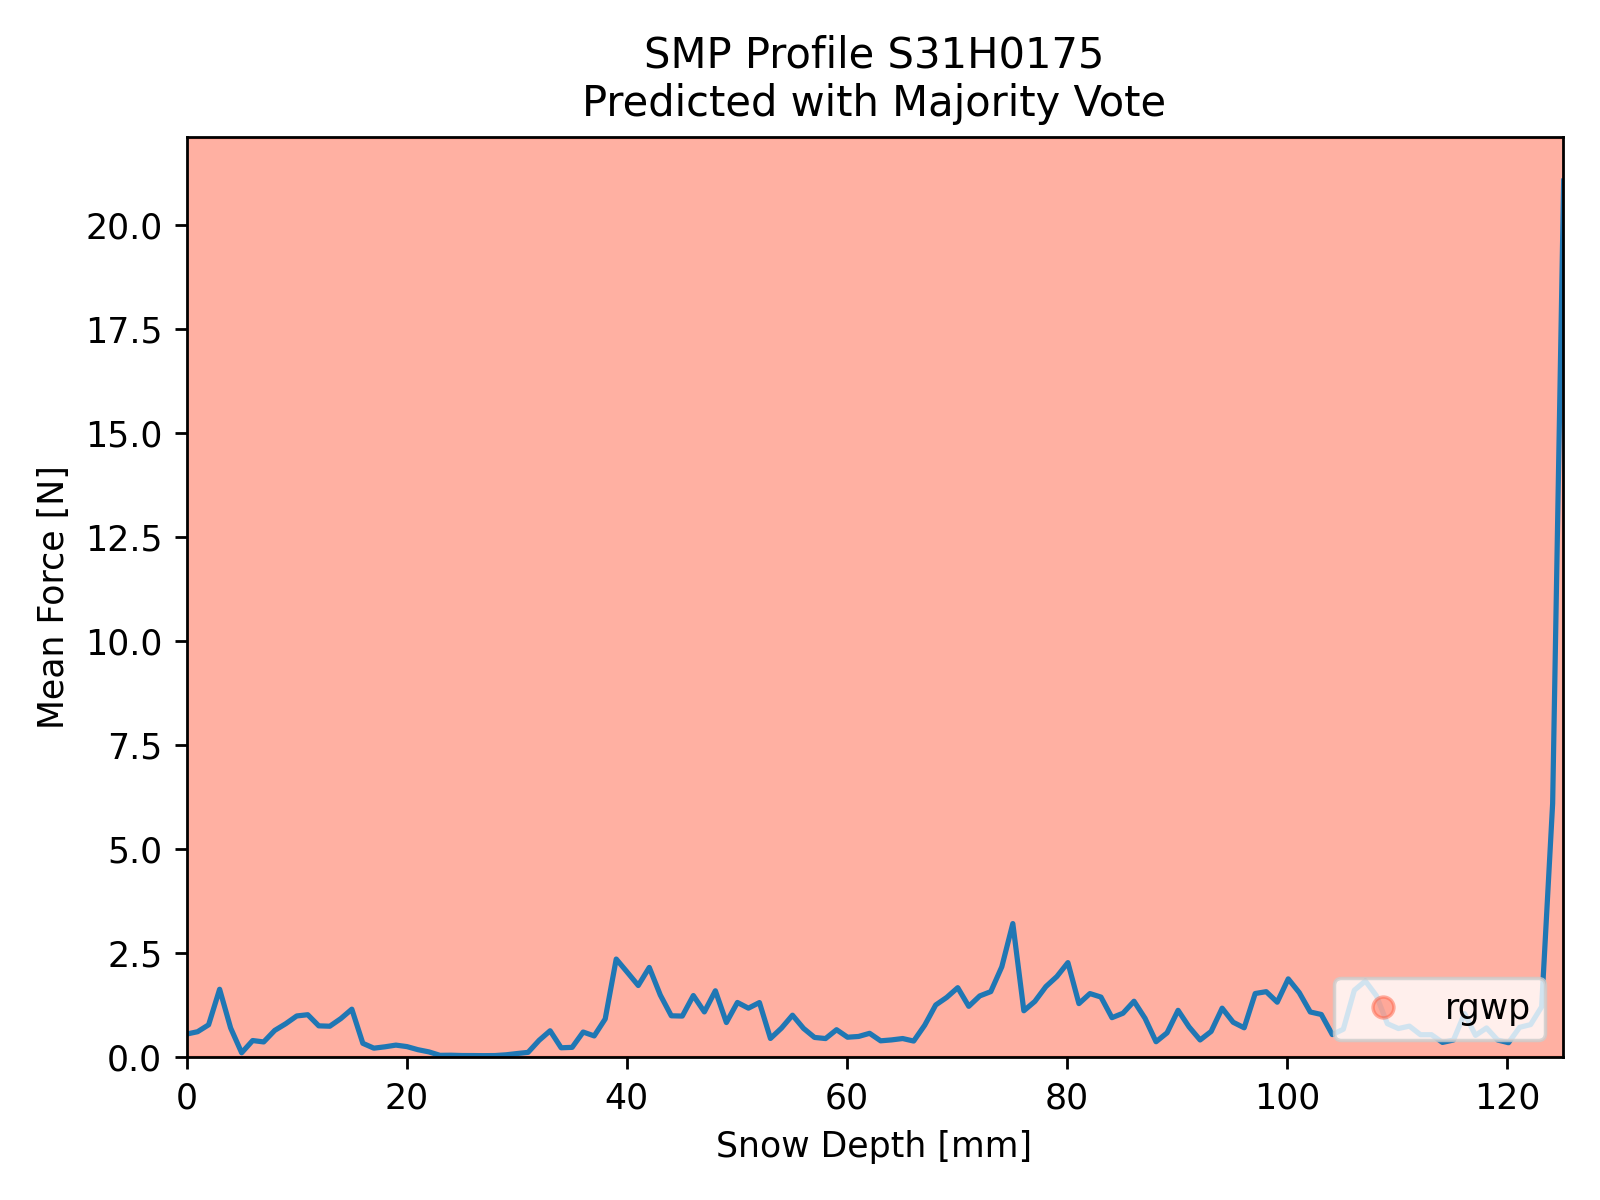 SMP Profile S31H0175
Predicted with Majority Vote
Mean Force [N]
20.0
17.5
15.0
12.5
10.0
7.5
5.0
2.5
0.0
rgwp
0 20 40 60 80 100 120
Snow Depth [mm]